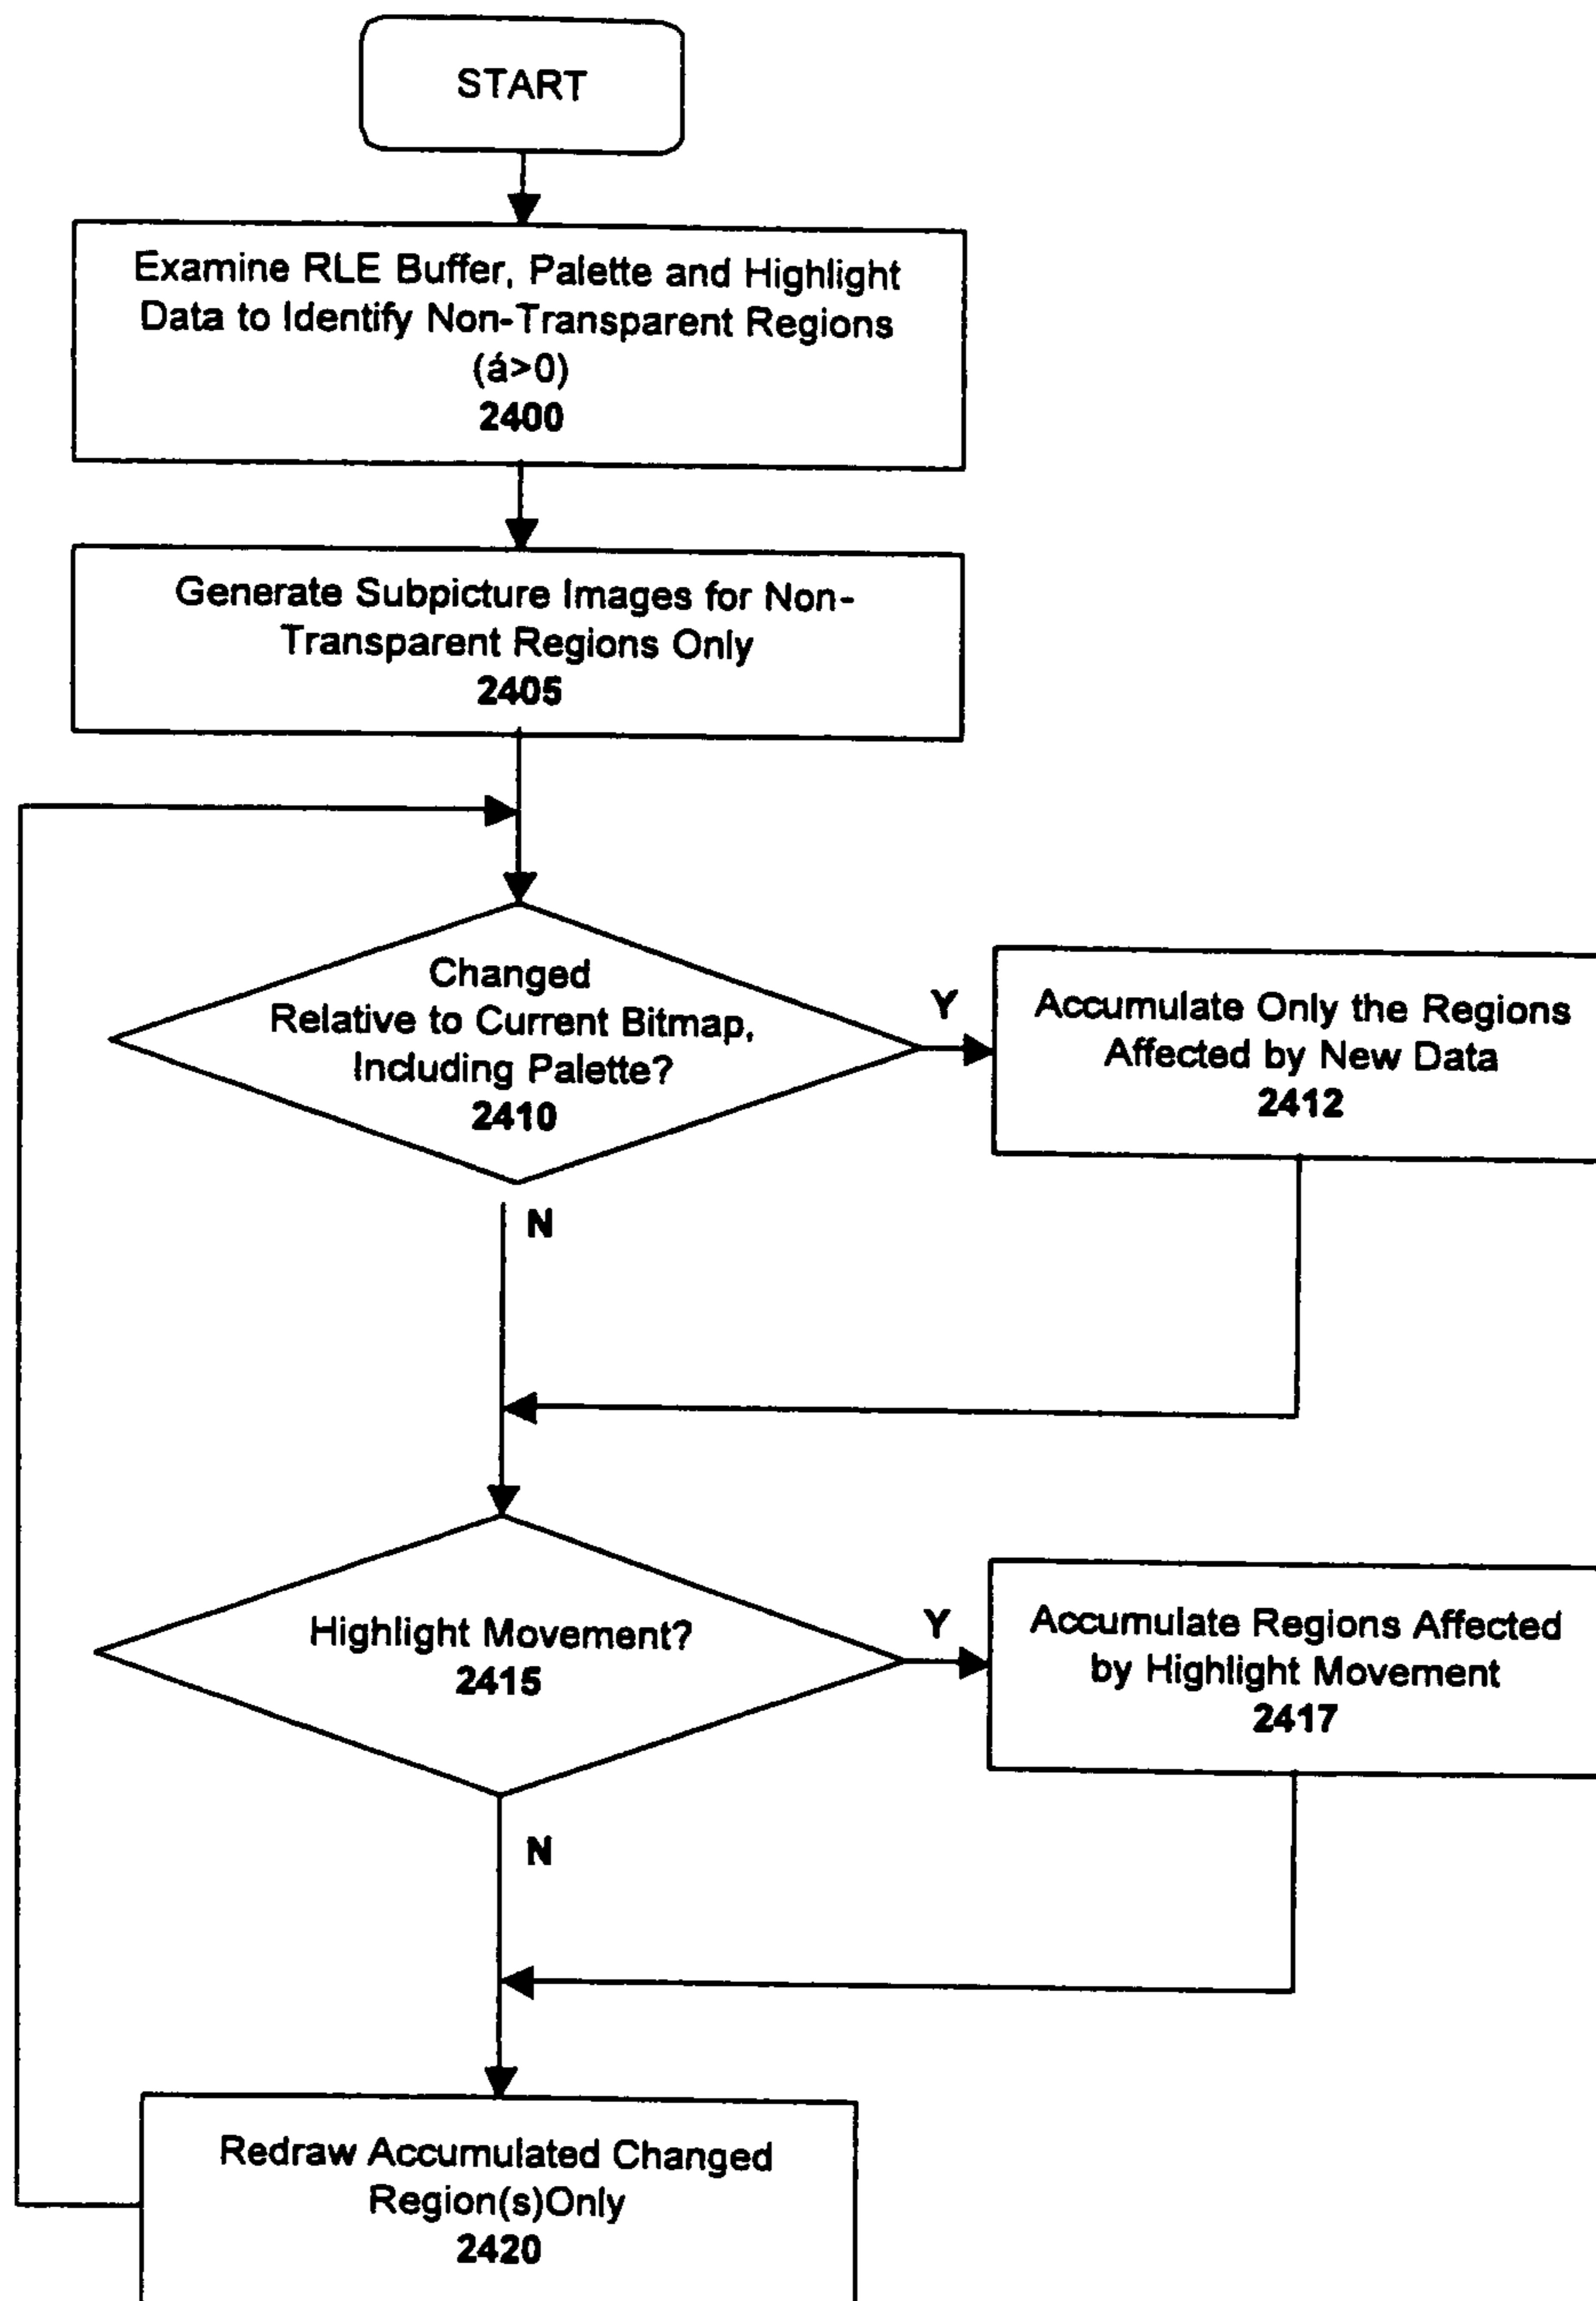 START
Examine RLE Buffer, Palette and Highlight
Data to Identify Non-Transparent Regions
(á>0)
2400
Generate Subpicture Images for Non-
Transparent Regions Only
2405
Changed
Relative to Current Bitmap,
Including Palette?
2410
Y
Accumulate Only the Regions
Affected by New Data
2412
N
Highlight Movement?
2415
Y
Accumulate Regions Affected
by Highlight Movement
2417
N
Redraw Accumulated Changed
Region(s)Only
2420